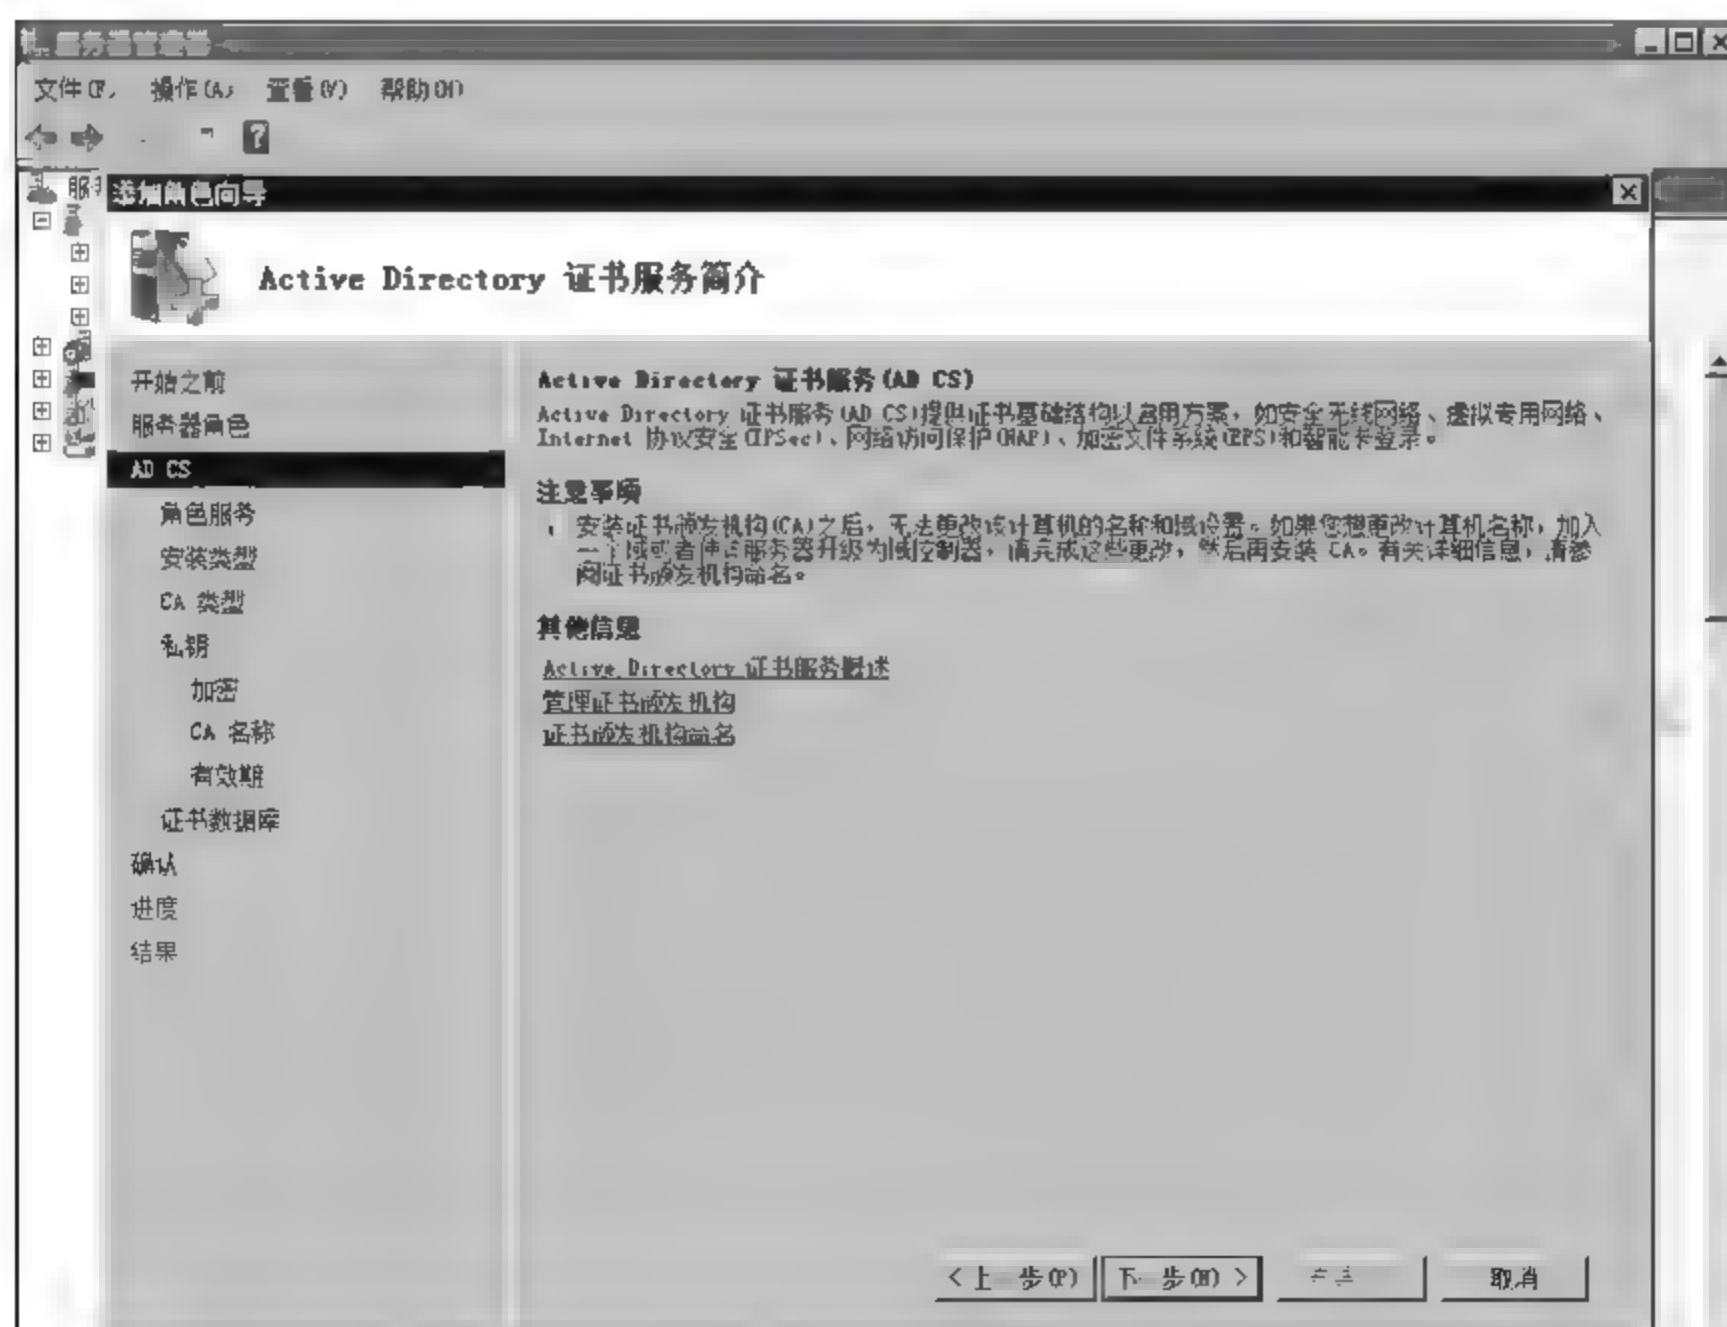 服务器管理器
文件(F) 操作(A) 查看(V) 帮助(H)
?
服
添加角色向导
Active Directory 证书服务简介
开始之前
服务器角色
AD CS
角色服务
安装类型
CA 类型
私钥
加密
CA 名称
有效期
证书数据库
确认
进度
结果
Active Directory 证书服务(AD CS)
Active Directory 证书服务(AD CS)提供证书基础结构以启用方案，如安全无线网络、虚拟专用网络、
Internet 协议安全(IPSec)、网络访问保护(NAP)、加密文件系统(EFS)和智能卡登录。
注意事项
安装证书颁发机构(CA)之后，无法更改该计算机的名称和域设置。如果您想更改计算机名称，加入
一个域或者使该服务器升级为域控制器，请完成这些更改，然后再安装 CA。有关详细信息，请参
阅证书颁发机构命名。
其他信息
Active Directory 证书服务概述
管理证书颁发机构
证书颁发机构命名
<上一步(P)
下一步(N) >
取消